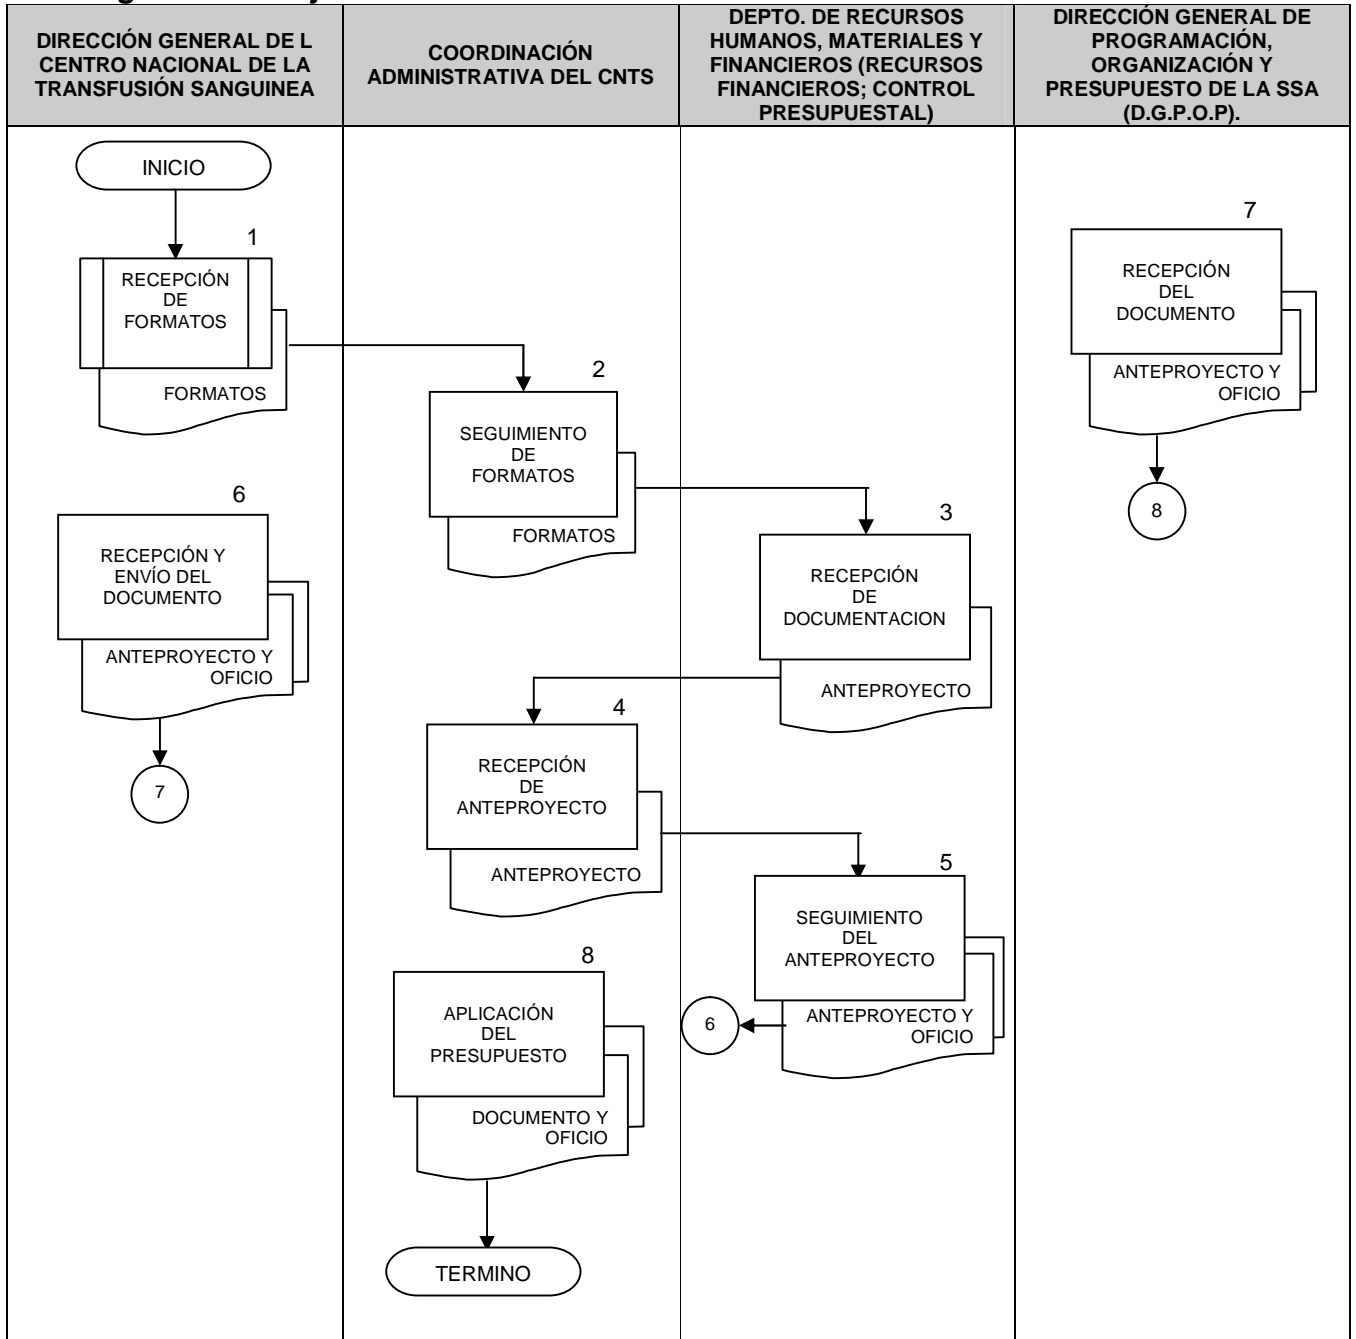 DIRECCIÓN GENERAL DE L
CENTRO NACIONAL DE LA
TRANSFUSIÓN SANGUINEA
COORDINACIÓN
ADMINISTRATIVA DEL CNTS
DEPTO. DE RECURSOS
HUMANOS, MATERIALES Y
FINANCIEROS (RECURSOS
FINANCIEROS; CONTROL
PRESUPUESTAL)
DIRECCIÓN GENERAL DE
PROGRAMACIÓN,
ORGANIZACIÓN Y
PRESUPUESTO DE LA SSA
(D.G.P.O.P).
INICIO
1
RECEPCIÓN
DE
FORMATOS
FORMATOS
6
RECEPCIÓN Y
ENVÍO DEL
DOCUMENTO
ANTEPROYECTO Y
OFICIO
7
2
SEGUIMIENTO
DE
FORMATOS
FORMATOS
4
RECEPCIÓN
DE
ANTEPROYECTO
ANTEPROYECTO
8
APLICACIÓN
DEL
PRESUPUESTO
DOCUMENTO Y
OFICIO
TERMINO
3
RECEPCIÓN
DE
DOCUMENTACION
ANTEPROYECTO
5
SEGUIMIENTO
DEL
ANTEPROYECTO
ANTEPROYECTO Y
OFICIO
6
7
RECEPCIÓN
DEL
DOCUMENTO
ANTEPROYECTO Y
OFICIO
8